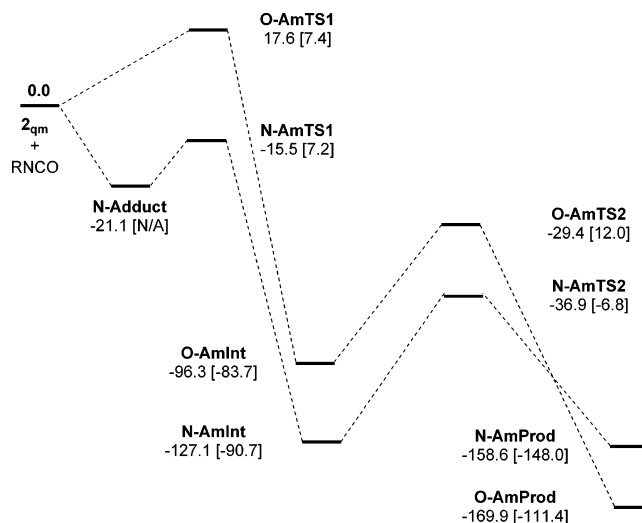 O-AmTS1
17.6 [7.4]
0.0
2qm
+
RNCO
N-AmTS1
-15.5 [7.2]
N-Adduct
-21.1 [N/A]
O-AmTS2
-29.4 [12.0]
N-AmTS2
-36.9 [-6.8]
O-AmInt
-96.3 [-83.7]
N-AmInt
-127.1 [-90.7]
N-AmProd
-158.6 [-148.0]
O-AmProd
-169.9 [-111.4]